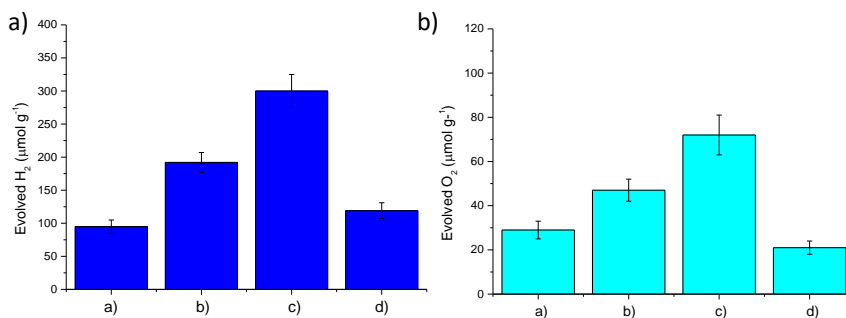 a)
Evolved H₂ (µmol g⁻¹)
400
350
300
250
200
150
100
50
0
a) b) c) d)
b)
Evolved O₂ (µmol g-¹)
120
100
80
60
40
20
0
a) b) c) d)